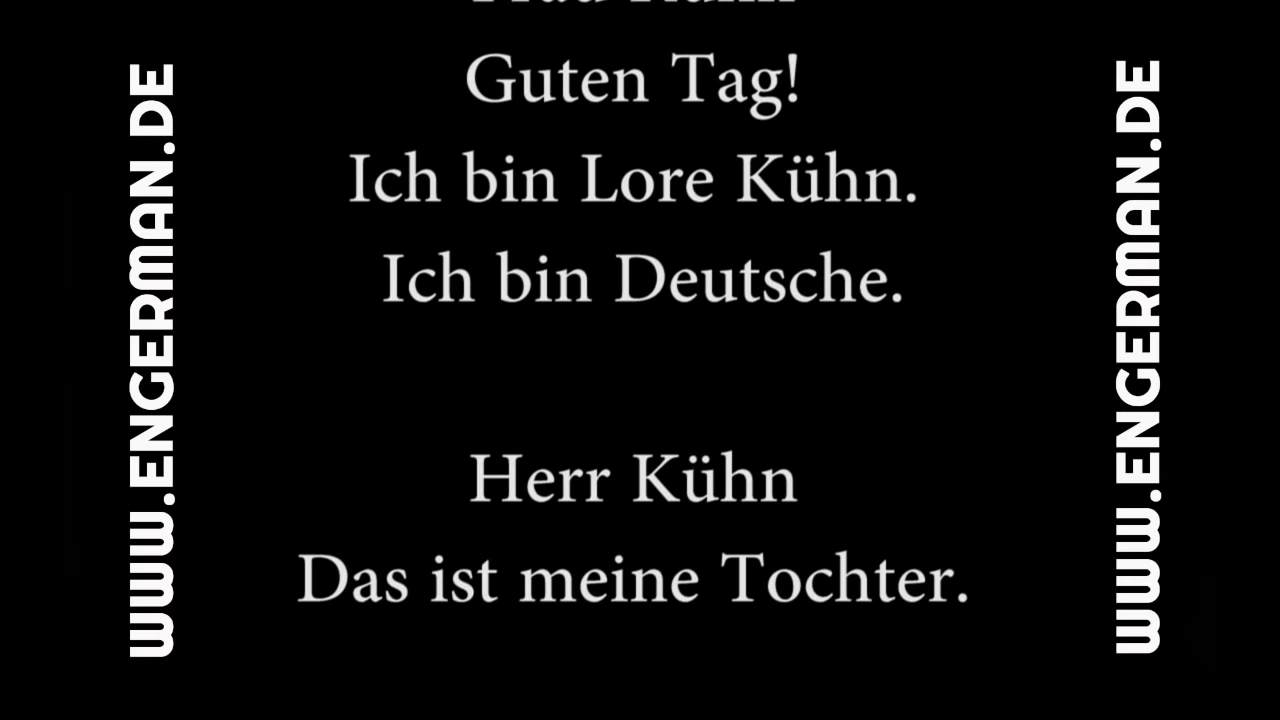 Guten Tag!
Ich bin Lore Kühn.
Ich bin Deutsche.
Herr Kühn
Das ist meine Tochter.
WWW.ENGERMAN.DE
WWW.ENGERMAN.DE